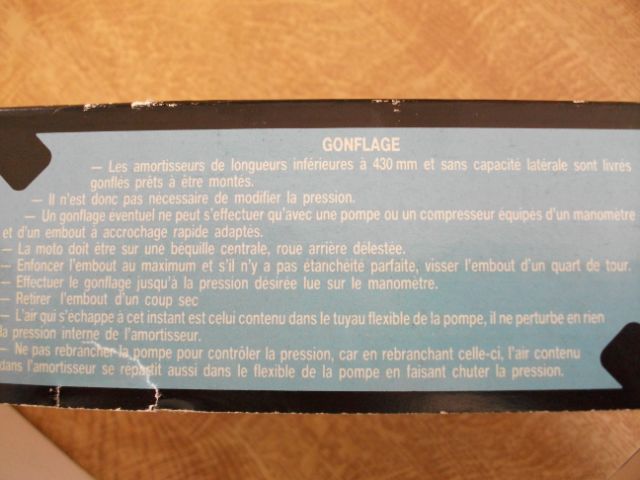 GONFLAGE
— Les amortisseurs de longueurs inférieures à 430 mm et sans capacité latérale sont livrés
gonflés prêts à être montés.
— Il n'est donc pas nécessaire de modifier la pression.
— Un gonflage eventuel ne peut s'effectuer qu'avec une pompe ou un compresseur équipés d'un manomètre
et d'un embout à accrochage rapide adaptés.
— La moto doit être sur une béquille centrale, roue arrière délestée.
— Enfoncer l'embout au maximum et s'il n'y a pas étanchéité parfaite, visser l'embout d'un quart de tour.
— Effectuer le gonflage jusqu'à la pression désirée lue sur le manomètre.
— Retirer l'embout d'un coup sec
— L'air qui s'échappe à cet instant est celui contenu dans le tuyau flexible de la pompe, il ne perturbe en rien
la pression interne de l'amortisseur.
— Ne pas rebrancher la pompe pour contrôler la pression, car en rebranchant celle-ci, l'air contenu
dans l'amortisseur se répartit aussi dans le flexible de la pompe en faisant chuter la pression.